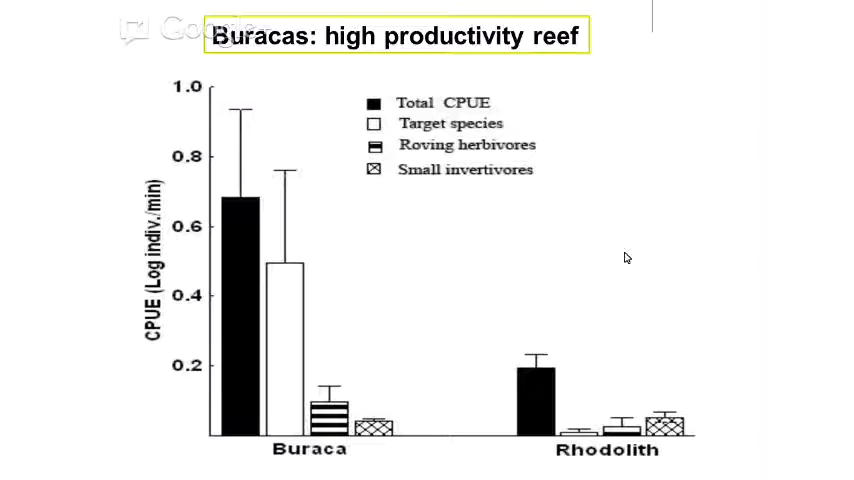 Google
Buracas: high productivity reef
1.0
0.8
0.6
0.4
0.2
CPUE (Log indiv./min)
Total CPUE
Target species
Roving herbivores
Small invertivores
Buraca
Rhodolith